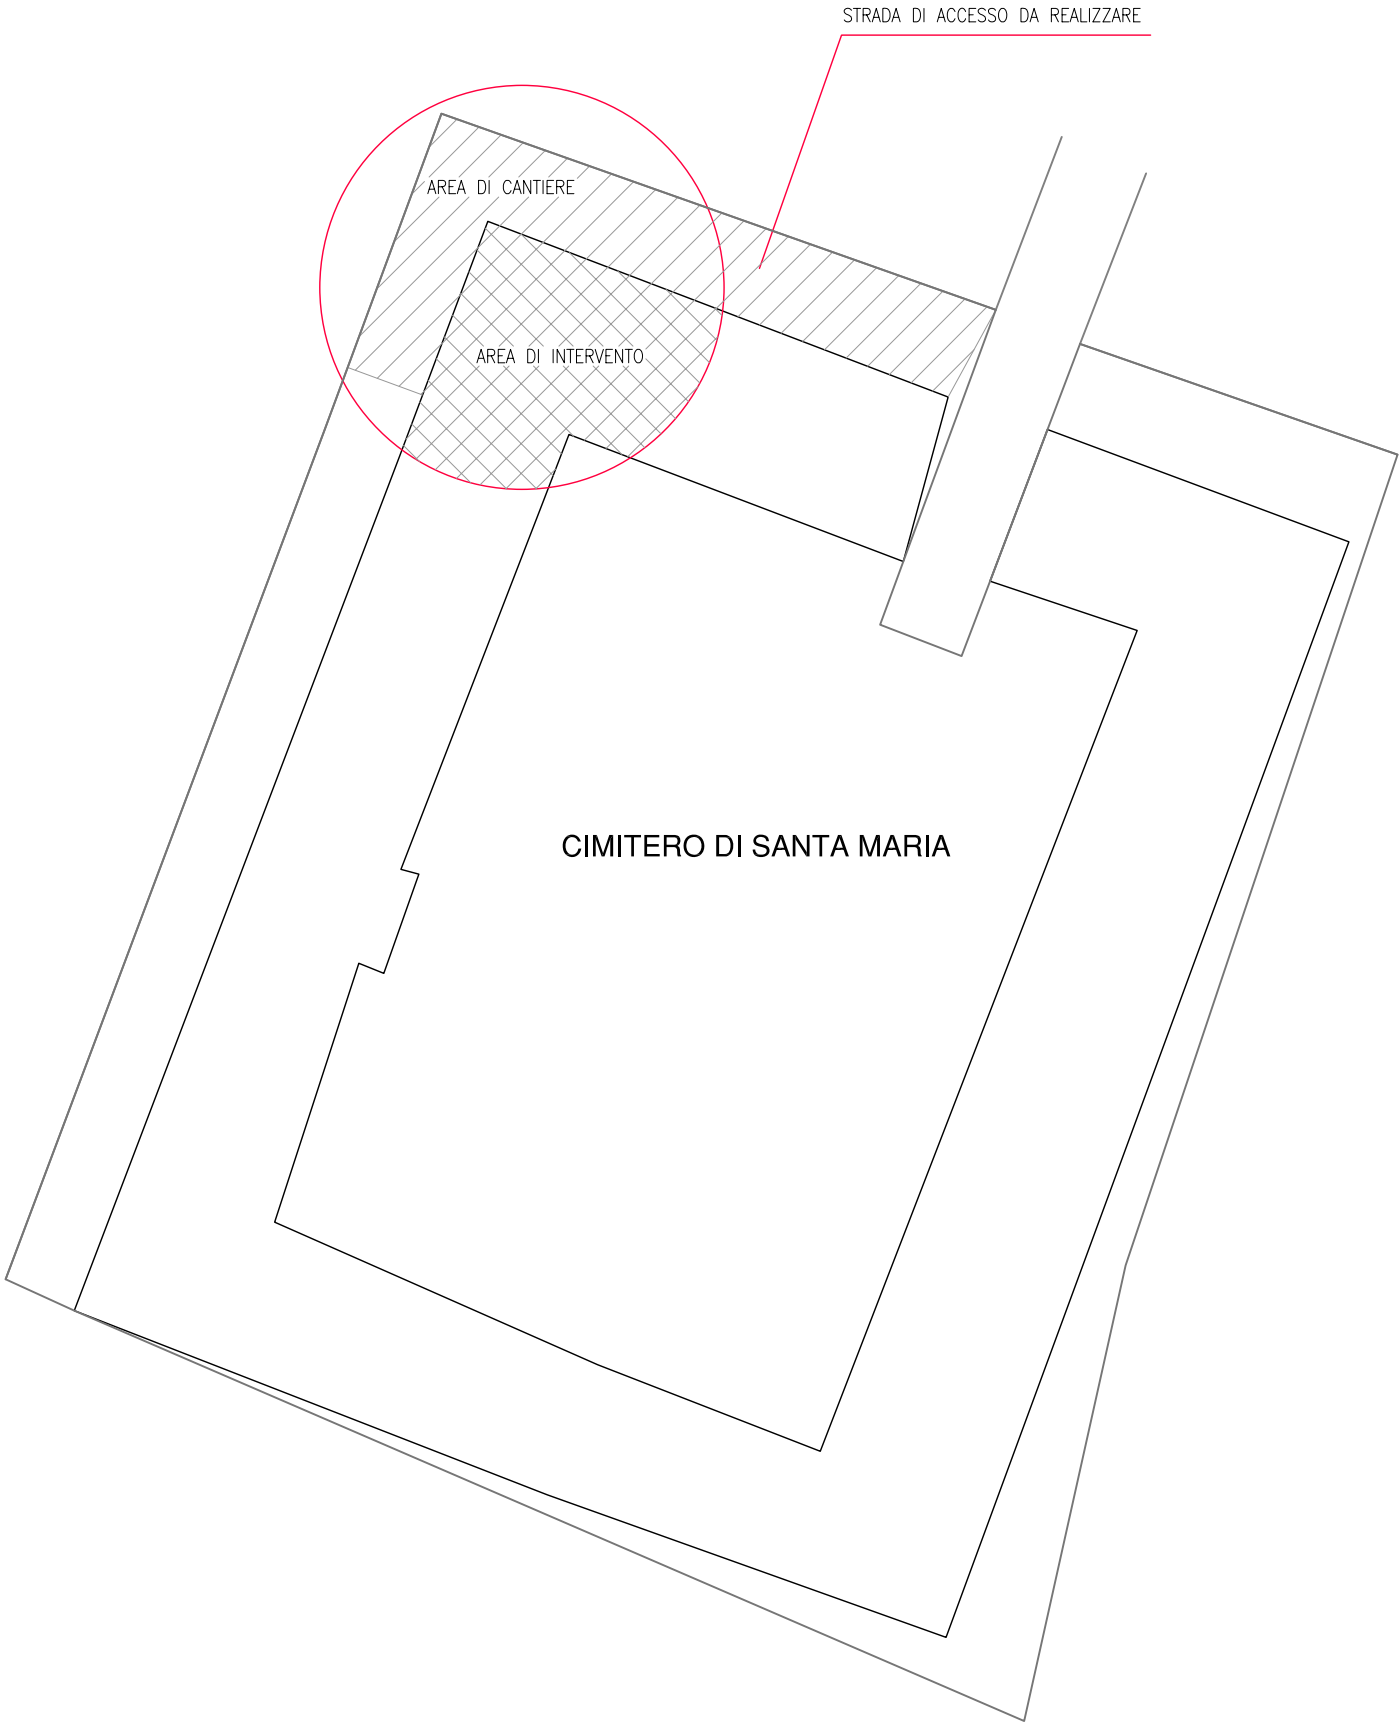 STRADA DI ACCESSO DA REALIZZARE
AREA DI CANTIERE
AREA DI INTERVENTO
CIMITERO DI SANTA MARIA